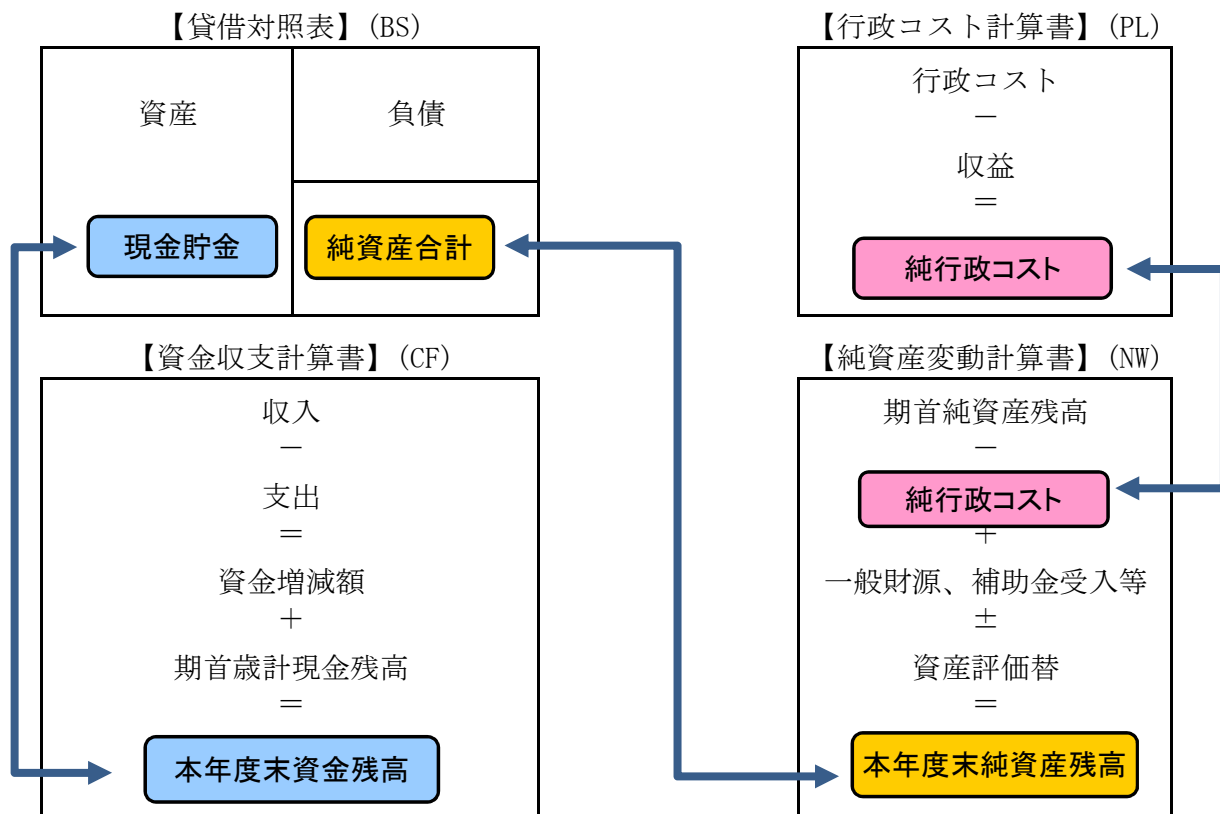 【貸借対照表】(BS)
資産
負債
現金貯金
純資産合計
【行政コスト計算書】(PL)
行政コスト
－
収益
＝
純行政コスト
【資金収支計算書】(CF)
収入
－
支出
＝
資金増減額
＋
期首歳計現金残高
＝
本年度末資金残高
【純資産変動計算書】(NW)
期首純資産残高
－
純行政コスト
＋
一般財源、補助金受入等
±
資産評価替
＝
本年度末純資産残高